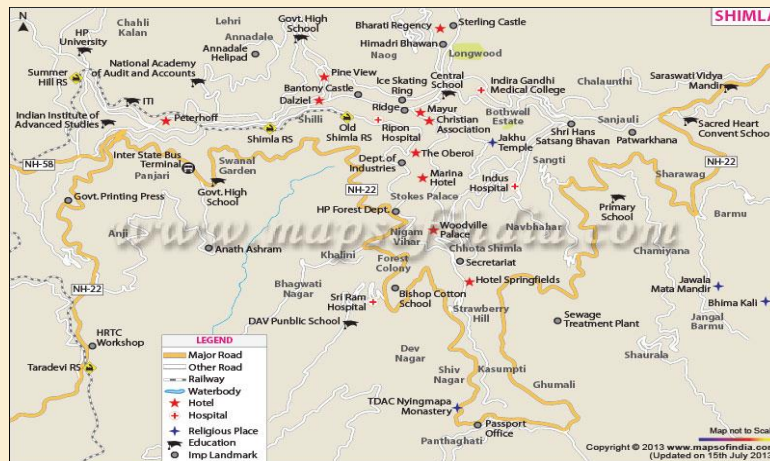 SHIMLA
N
Chahli
Kalan
Lehri
Govt. High
School
Bharati Regency
Sterling Castle
HP
University
Annadale
Annadale
Helipad
Himadri Bhawan
Naog
Longwood
Summer
Hill RS
National Academy
of Audit and Accounts
Pine View
Ice Skating
Ring
Central
School
Indira Gandhi
Medical College
Chalaunthi
Saraswati Vidya
Mandir
Bantony Castle
ITI
Dalziel
Ridge
Mayur
Bothwell
Estate
Indian Institute of
Advanced Studies
Peterhoff
Shilli
Christian
Association
Sanjauli
Sacred Heart
Convent School
Shimla RS
Old
Shimla RS
Ripon
Hospital
Jakhu
Temple
Shri Hans
Satsang Bhavan
Patwarkhana
NH-58
Inter State Bus
Terminal
Panjari
Swanal
Garden
Dept. of
Industries
The Oberoi
Sangti
NH-22
Govt. High
School
NH-22
Marina
Hotel
Indus
Hospital
Sharawag
Govt. Printing Press
Stokes Palace
Primary
School
HP Forest Dept.
Barmu
Anji
www.mapsofindia.com
Nigam
Vihar
Woodville
Palace
Navbhahar
Anath Ashram
Khalini
Chhota Shimla
Chamiyana
Forest
Colony
Secretariat
NH-22
Bhagwati
Nagar
Bishop Cotton
School
Hotel Springfields
Jawala
Mata Mandir
Bhima Kali
Sri Ram
Hospital
Strawberry
Hill
Sewage
Treatment Plant
Jangal
Barmu
DAV Punblic School
HRTC
Workshop
LEGEND
Major Road
Other Road
Railway
Waterbody
Hotel
Hospital
Religious Place
Education
Imp Landmark
Taradevi RS
Dev
Nagar
Shiv
Nagar
Kasumpti
Shaurala
Ghumali
TDAC Nyingmapa
Monastery
Passport
Office
Panthaghati
Map not to Scal
Copyright © 2013 www.mapsofindia.
(Updated on 15th July 2013